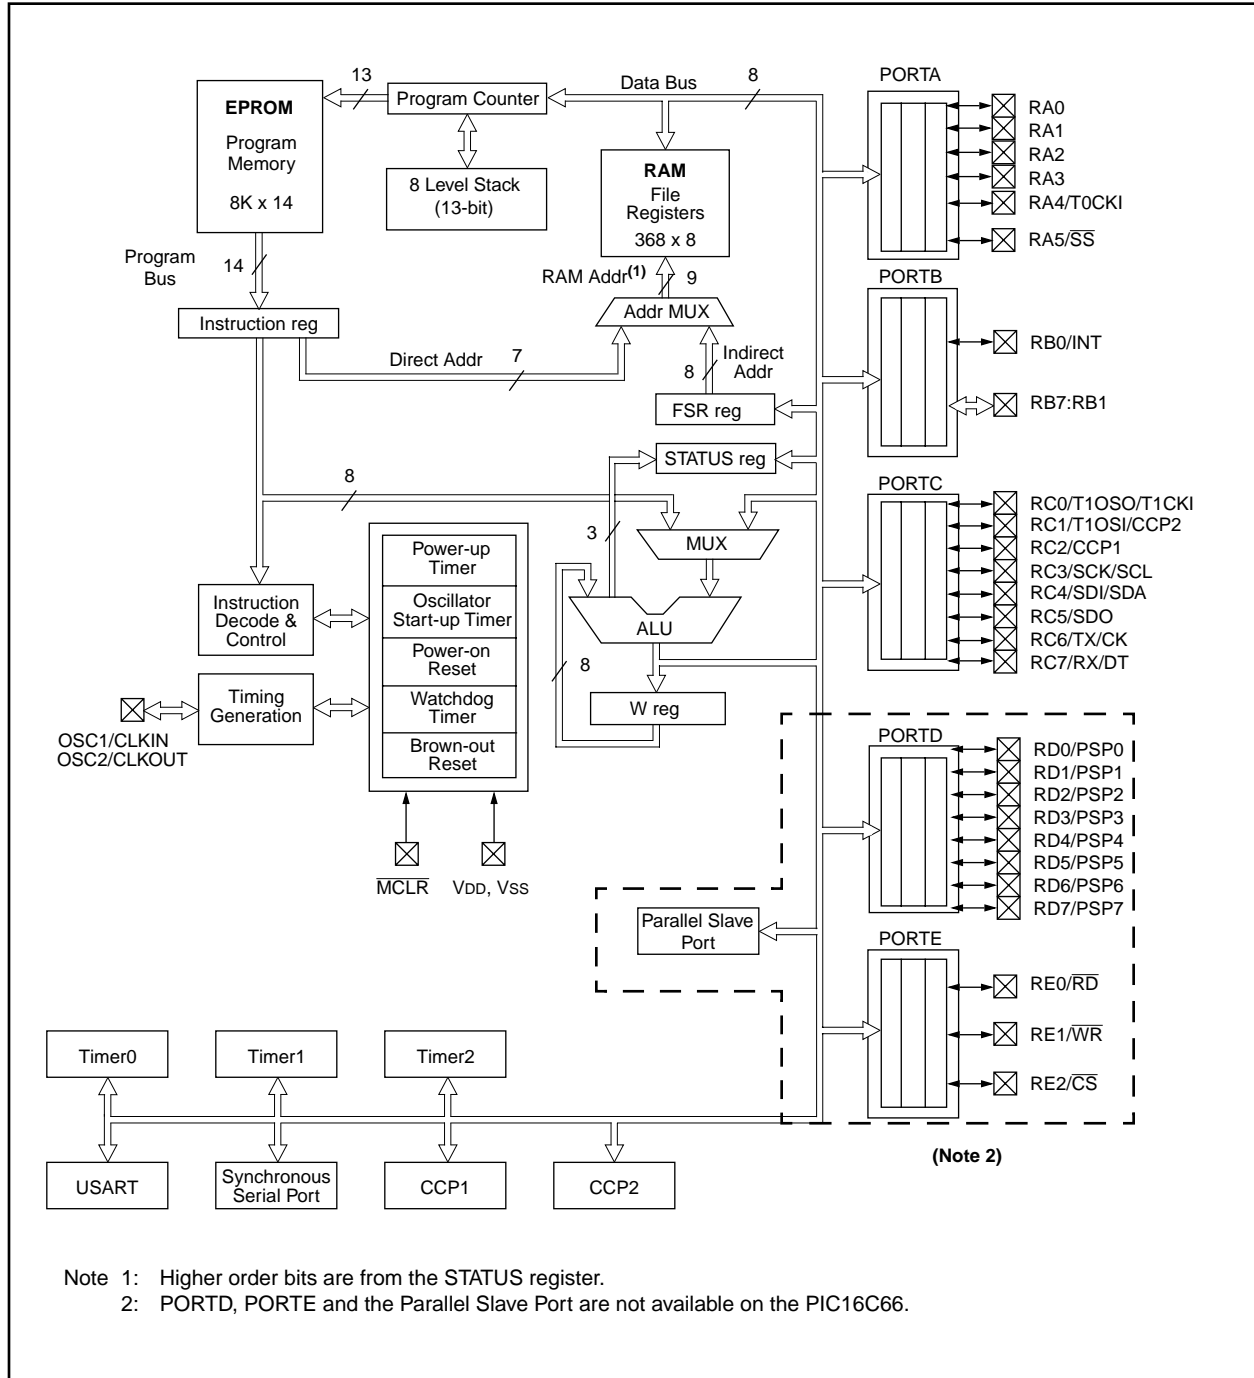 EPROM
Program
Memory
8K x 14
13
Program Counter
Data Bus
8
8 Level Stack
(13-bit)
RAM
File
Registers
368 x 8
Program
Bus
14
RAM Addr(1)
9
Instruction reg
Addr MUX
Direct Addr
7
8
Indirect
Addr
FSR reg
STATUS reg
8
3
MUX
ALU
8
W reg
Power-up
Timer
Oscillator
Start-up Timer
Power-on
Reset
Watchdog
Timer
Brown-out
Reset
Instruction
Decode &
Control
Timing
Generation
OSC1/CLKIN
OSC2/CLKOUT
MCLR
VDD, VSS
PORTA
RA0
RA1
RA2
RA3
RA4/T0CKI
RA5/SS
PORTB
RB0/INT
RB7:RB1
PORTC
RC0/T1OSO/T1CKI
RC1/T1OSI/CCP2
RC2/CCP1
RC3/SCK/SCL
RC4/SDI/SDA
RC5/SDO
RC6/TX/CK
RC7/RX/DT
PORTD
RD0/PSP0
RD1/PSP1
RD2/PSP2
RD3/PSP3
RD4/PSP4
RD5/PSP5
RD6/PSP6
RD7/PSP7
Parallel Slave
Port
PORTE
RE0/RD
RE1/WR
RE2/CS
(Note 2)
Timer0
Timer1
Timer2
USART
Synchronous
Serial Port
CCP1
CCP2
Note 1: Higher order bits are from the STATUS register.
2: PORTD, PORTE and the Parallel Slave Port are not available on the PIC16C66.